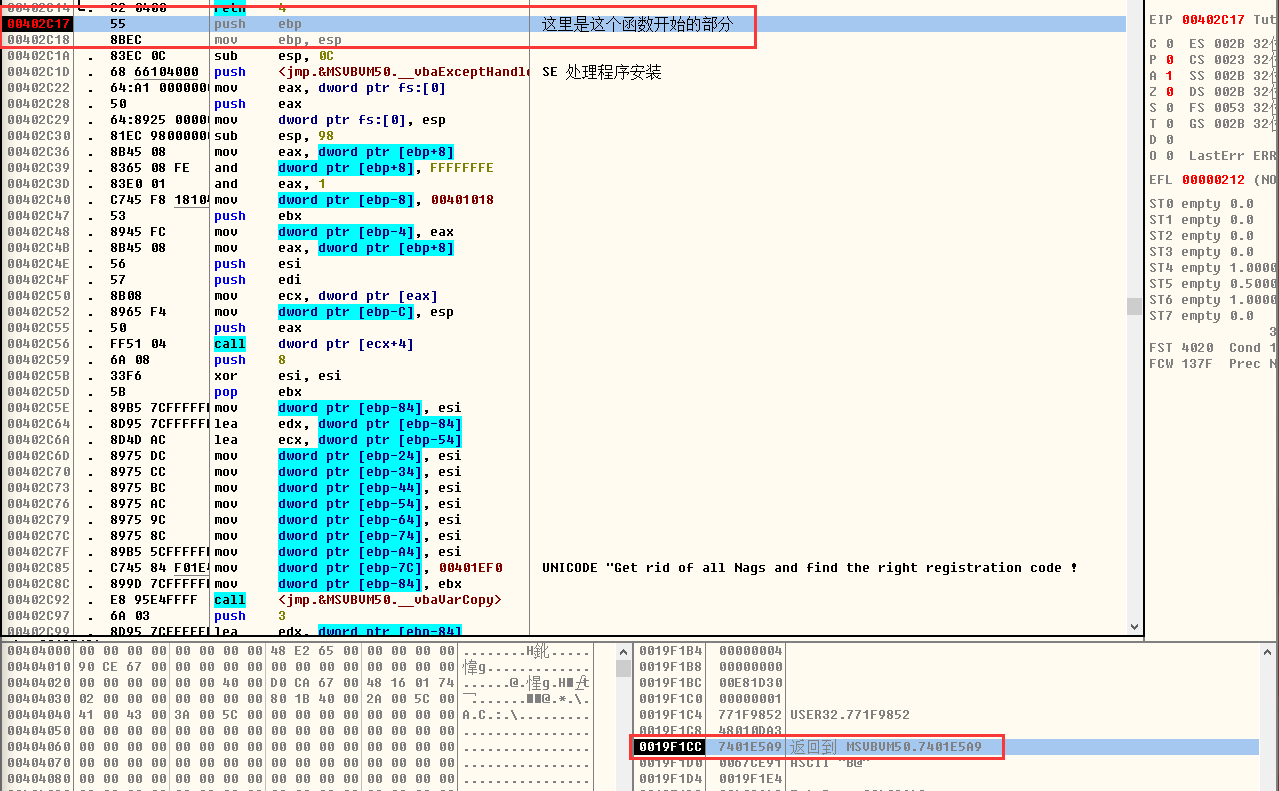 00402C14 . C2 0400 retn 4
00402C17 55 push ebp 这里是这个函数开始的部分
00402C18 8BEC mov ebp, esp
00402C1A . 83EC 0C sub esp, 0C
00402C1D . 68 66104000 push <jmp.&MSVBVM50.__vbaExceptHandle SE 处理程序安装
00402C22 . 64:A1 0000000 mov eax, dword ptr fs:[0]
00402C28 . 50 push eax
00402C29 . 64:8925 00000 mov dword ptr fs:[0], esp
00402C30 . 81EC 98000000 sub esp, 98
00402C36 . 8B45 08 mov eax, dword ptr [ebp+8]
00402C39 . 8365 08 FE and dword ptr [ebp+8], FFFFFFFE
00402C3D . 83E0 01 and eax, 1
00402C40 . C745 F8 18104 mov dword ptr [ebp-8], 00401018
00402C47 . 53 push ebx
00402C48 . 8945 FC mov dword ptr [ebp-4], eax
00402C4B . 8B45 08 mov eax, dword ptr [ebp+8]
00402C4E . 56 push esi
00402C4F . 57 push edi
00402C50 . 8B08 mov ecx, dword ptr [eax]
00402C52 . 8965 F4 mov dword ptr [ebp-C], esp
00402C55 . 50 push eax
00402C56 . FF51 04 call dword ptr [ecx+4]
00402C59 . 6A 08 push 8
00402C5B . 33F6 xor esi, esi
00402C5D . 5B pop ebx
00402C5E . 89B5 7CFFFFFF mov dword ptr [ebp-84], esi
00402C64 . 8D95 7CFFFFFF lea edx, dword ptr [ebp-84]
00402C6A . 8D4D AC lea ecx, dword ptr [ebp-54]
00402C6D . 8975 DC mov dword ptr [ebp-24], esi
00402C70 . 8975 CC mov dword ptr [ebp-34], esi
00402C73 . 8975 BC mov dword ptr [ebp-44], esi
00402C76 . 8975 AC mov dword ptr [ebp-54], esi
00402C79 . 8975 9C mov dword ptr [ebp-64], esi
00402C7C . 8975 8C mov dword ptr [ebp-74], esi
00402C7F . 89B5 5CFFFFFF mov dword ptr [ebp-A4], esi
00402C85 . C745 84 F01E4 mov dword ptr [ebp-7C], 00401EF0 UNICODE "Get rid of all Nags and find the right registration code !
00402C8C . 899D 7CFFFFFF mov dword ptr [ebp-84], ebx
00402C92 . E8 95E4FFFF call <jmp.&MSVBVM50.__vbaVarCopy>
00402C97 . 6A 03 push 3
00402C99 . 8D95 7CFFFFFF lea edx, dword ptr [ebp-84]
EIP 00402C17 Tut
C 0 ES 002B 32位
P 0 CS 0023 32位
A 1 SS 002B 32位
Z 0 DS 002B 32位
S 0 FS 0053 32位
T 0 GS 002B 32位
D 0
O 0 LastErr ERR
EFL 00000212 (NO
ST0 empty 0.0
ST1 empty 0.0
ST2 empty 0.0
ST3 empty 0.0
ST4 empty 1.0000
ST5 empty 0.5000
ST6 empty 1.0000
ST7 empty 0.0
3
FST 4020 Cond 1
FCW 137F Prec N
00404000 00 00 00 00 00 00 00 00 48 E2 65 00 00 00 00 00 ........H鈋.....
00404010 90 CE 67 00 00 00 00 00 00 00 00 00 00 00 00 00
00404020 00 00 00 00 00 00 40 00 D0 CA 67 00 48 16 01 74
00404030 02 00 00 00 00 00 00 00 80 1B 40 00 2A 00 5C 00
00404040 41 00 43 00 3A 00 5C 00 00 00 00 00 00 00 00 00 A.C.:.\.........
00404050 00 00 00 00 00 00 00 00 00 00 00 00 00 00 00 00 ................
00404060 00 00 00 00 00 00 00 00 00 00 00 00 00 00 00 00 ................
00404070 00 00 00 00 00 00 00 00 00 00 00 00 00 00 00 00 ................
00404080 00 00 00 00 00 00 00 00 00 00 00 00 00 00 00 00 ................
0019F1B4 00000004
0019F1B8 00000000
0019F1BC 00E81D30
0019F1C0 00000001
0019F1C4 771F9852 USER32.771F9852
0019F1C8 48010DA3
0019F1CC 7401E5A9 返回到 MSVBVM50.7401E5A9
0019F1D0 0067CE91 ASCII "B@"
0019F1D4 0019F1E4